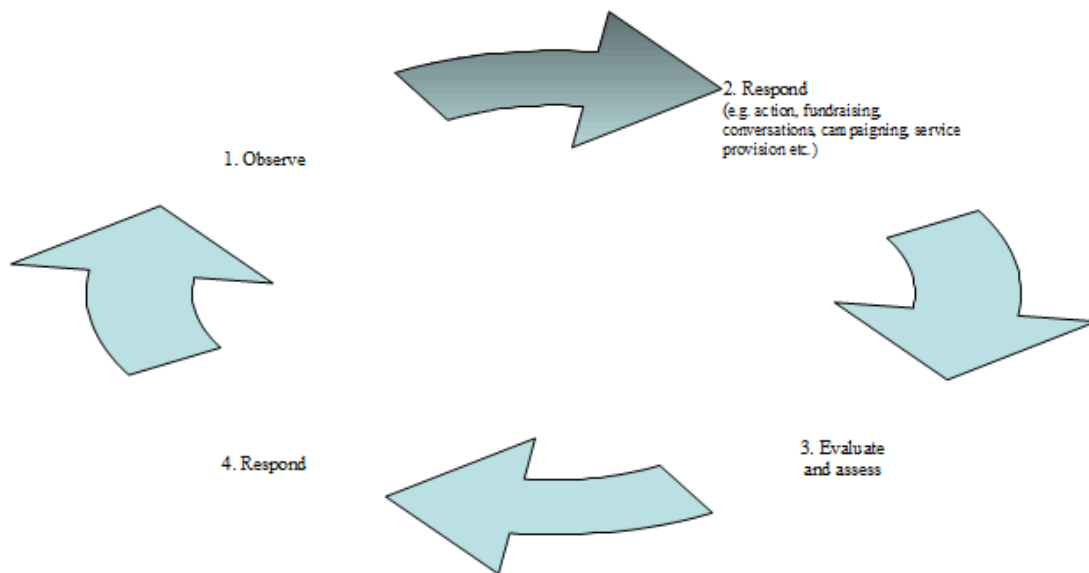 1. Observe
2. Respond
(e.g. action, fundraising,
conversations, campaigning, service
provision etc.)
3. Evaluate
and assess
4. Respond